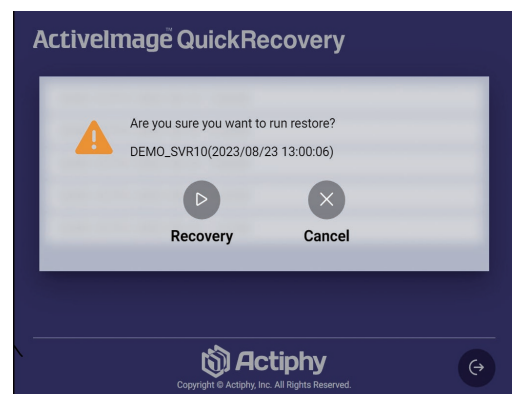 ActiveImage™ QuickRecovery
Are you sure you want to run restore?
DEMO_SVR10(2023/08/23 13:00:06)
Recovery
Cancel
Actiphy
Copyright © Actiphy, Inc. All Rights Reserved.